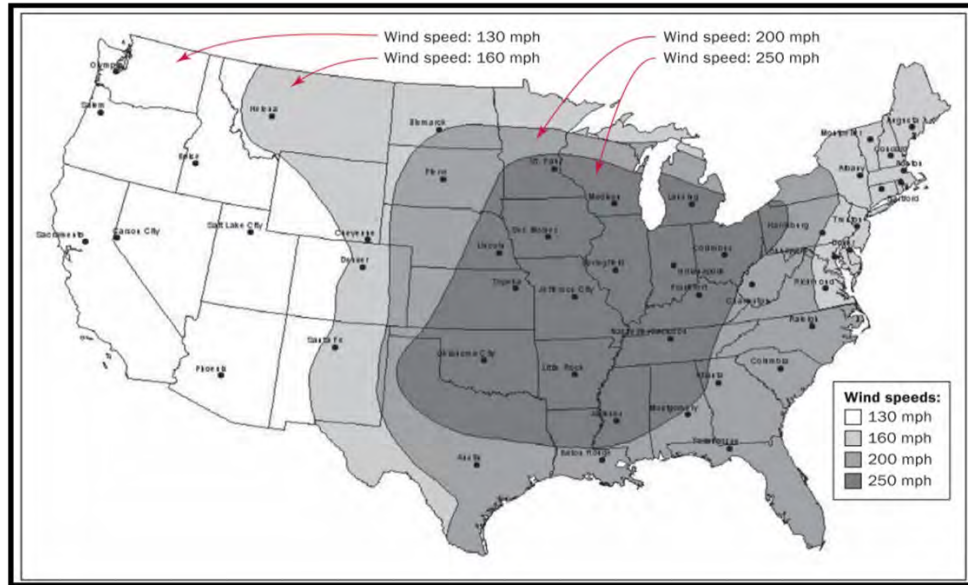 Wind speed: 130 mph
Wind speed: 160 mph
Wind speed: 200 mph
Wind speed: 250 mph
Olympia
Salem
Helena
Boise
Bismarck
Pierre
St. Paul
Madison
Lansing
Montpelier
Augusta
Concord
Boston
Albany
Hartford
Sacramento
Carson City
Salt Lake City
Cheyenne
Denver
Lincoln
Des Moines
Springfield
Indianapolis
Columbus
Harrisburg
Trenton
Dover
Annapolis
Richmond
Charleston
Frankfort
Topeka
Jefferson City
Raleigh
Columbia
Phoenix
Santa Fe
Oklahoma City
Little Rock
Atlanta
Montgomery
Jackson
Tallahassee
Baton Rouge
Austin
Wind speeds:
130 mph
160 mph
200 mph
250 mph